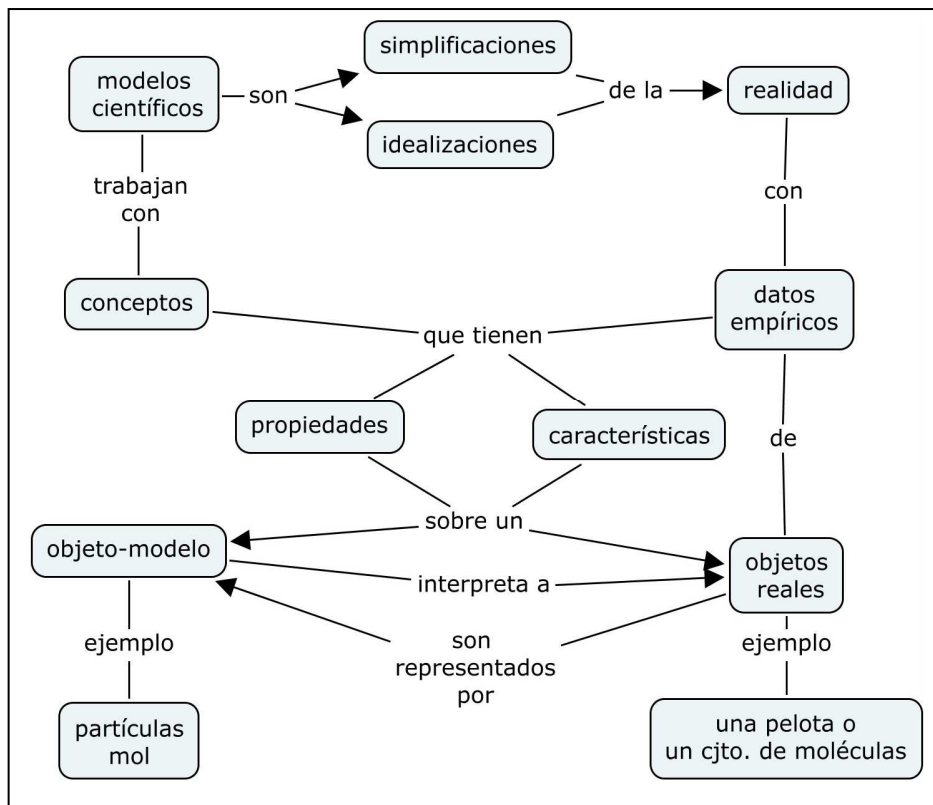 simplificaciones
modelos
científicos
son
de la
realidad
idealizaciones
trabajan
con
con
conceptos
datos
empíricos
que tienen
propiedades
características
de
sobre un
objeto-modelo
objetos
reales
interpreta a
ejemplo
son
representados
por
ejemplo
partículas
mol
una pelota o
un cjto. de moléculas